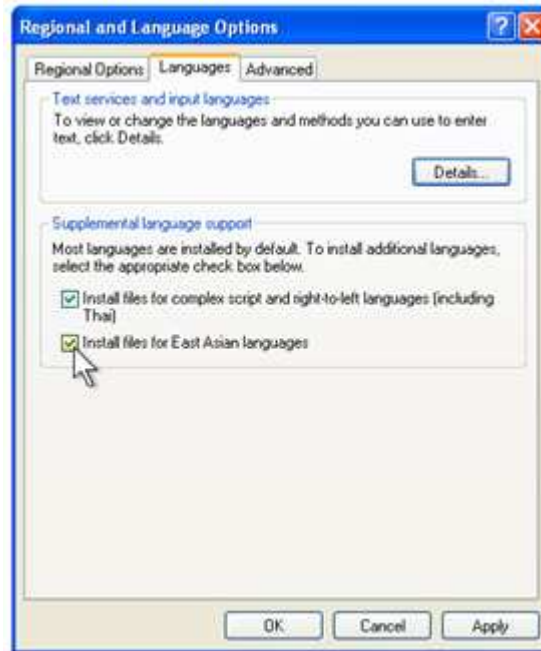 Regional and Language Options
Regional Options Languages Advanced
Text services and input languages
To view or change the languages and methods you can use to enter
text, click Details.
Details...
Supplemental language support
Most languages are installed by default. To install additional languages,
select the appropriate check box below.
Install files for complex script and right-to-left languages (including
Thai)
Install files for East Asian languages
OK Cancel Apply